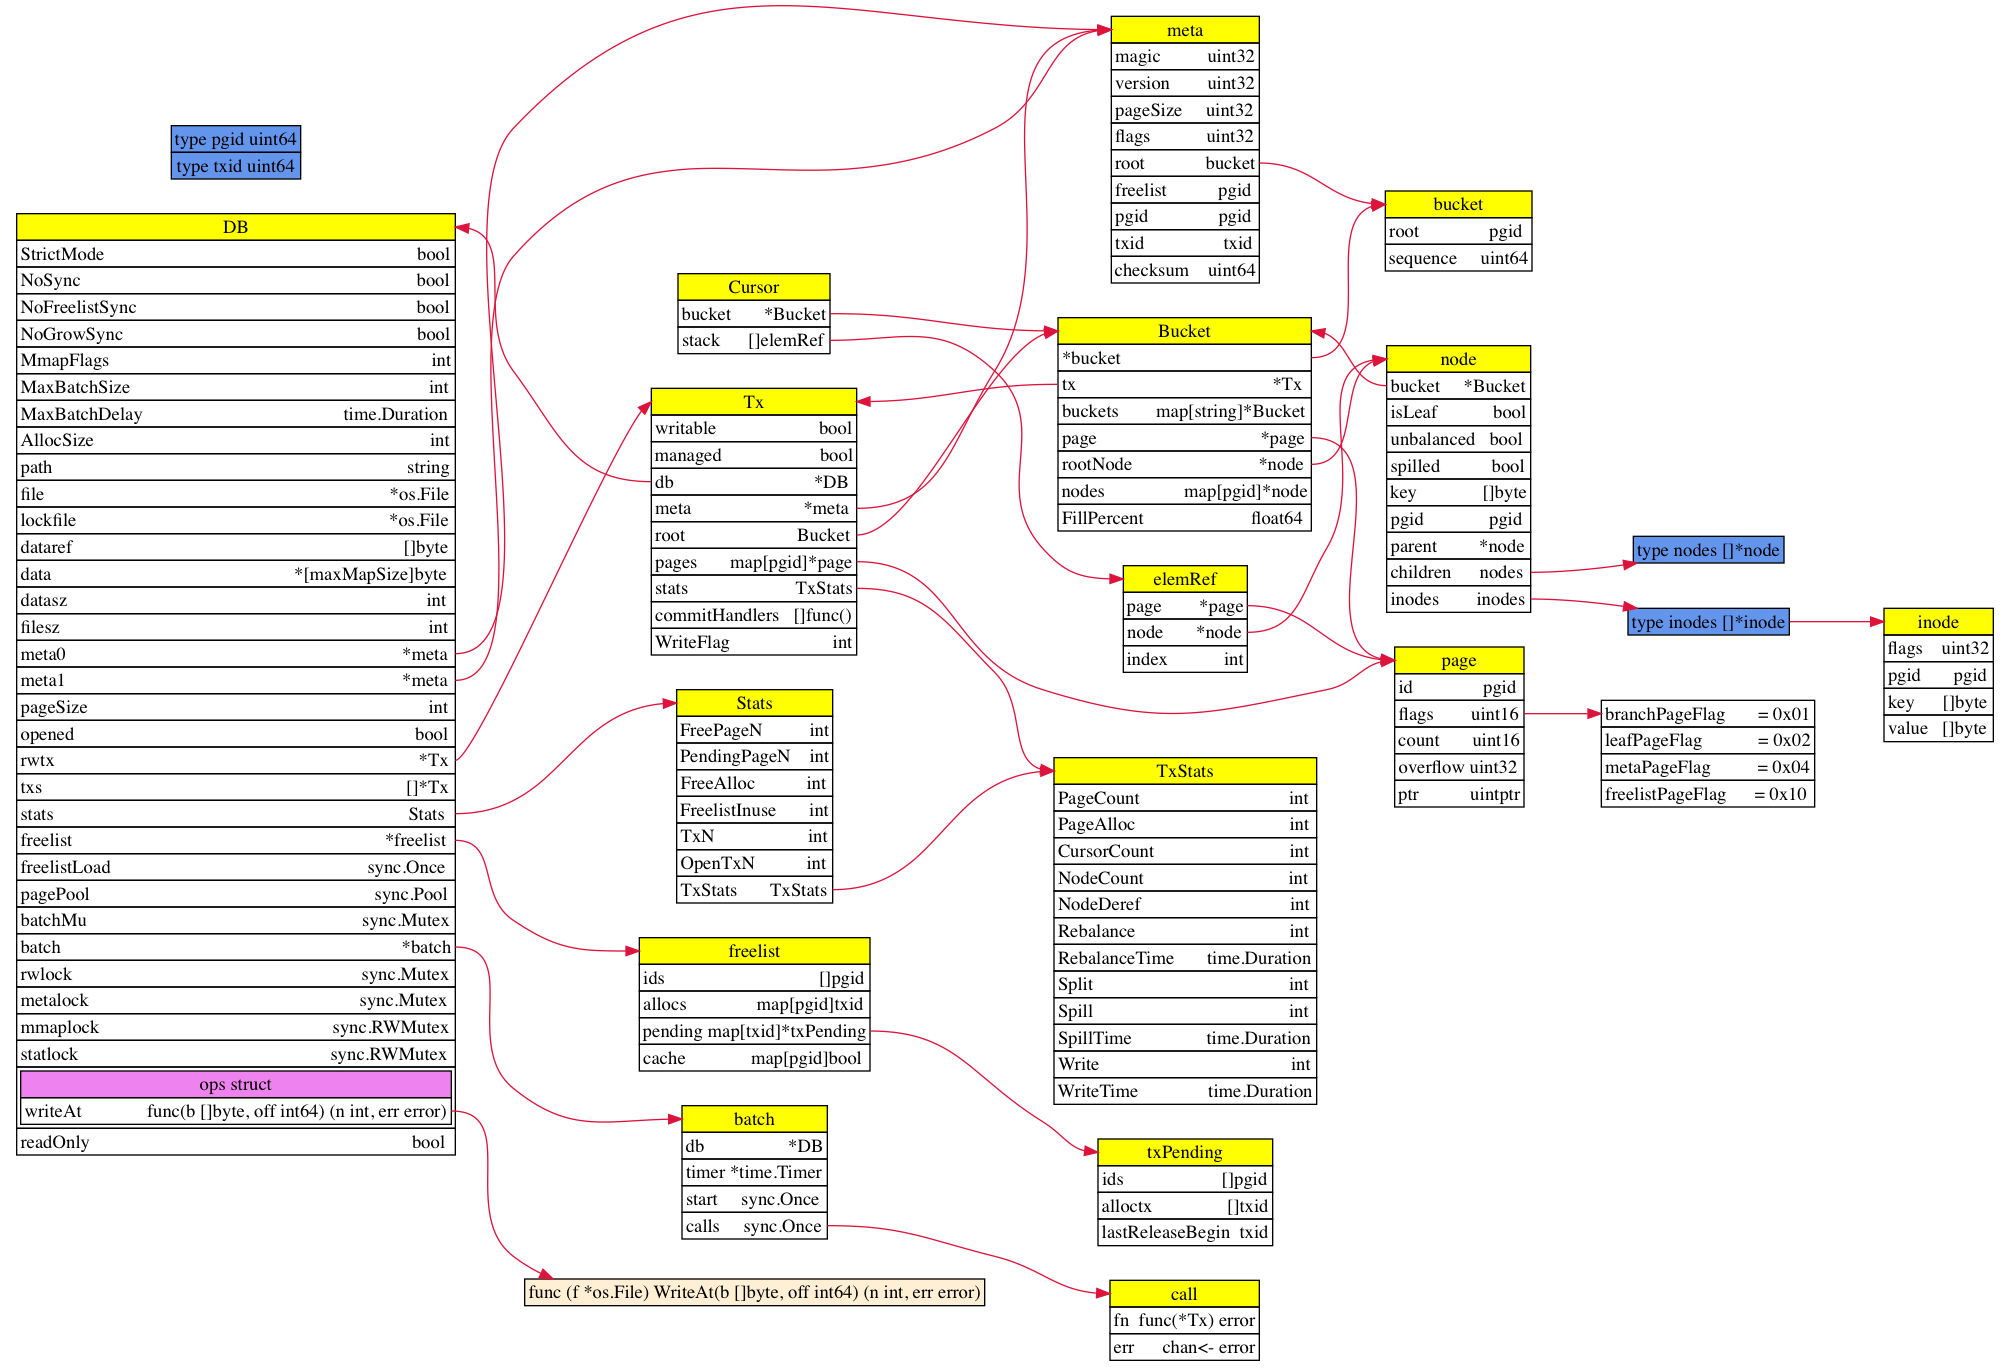 type pgid uint64
type txid uint64
DB
StrictMode bool
NoSync bool
NoFreelistSync bool
NoGrowSync bool
MmapFlags int
MaxBatchSize int
MaxBatchDelay time.Duration
AllocSize int
path string
file *os.File
lockfile *os.File
dataref []byte
data *[maxMapSize]byte
datasz int
filesz int
meta0 *meta
meta1 *meta
pageSize int
opened bool
rwtx *Tx
txs []*Tx
stats Stats
freelist *freelist
freelistLoad sync.Once
pagePool sync.Pool
batchMu sync.Mutex
batch *batch
rwlock sync.Mutex
metalock sync.Mutex
mmaplock sync.RWMutex
statlock sync.RWMutex
ops struct
writeAt func(b []byte, off int64) (n int, err error)
readOnly bool
Cursor
bucket *Bucket
stack []elemRef
Tx
writable bool
managed bool
db *DB
meta *meta
root Bucket
pages map[pgid]*page
stats TxStats
commitHandlers []func()
WriteFlag int
Stats
FreePageN int
PendingPageN int
FreeAlloc int
FreelistInuse int
TxN int
OpenTxN int
TxStats TxStats
freelist
ids []pgid
allocs map[pgid]txid
pending map[txid]*txPending
cache map[pgid]bool
batch
db *DB
timer *time.Timer
start sync.Once
calls sync.Once
func (f *os.File) WriteAt(b []byte, off int64) (n int, err error)
meta
magic uint32
version uint32
pageSize uint32
flags uint32
root bucket
freelist pgid
pgid pgid
txid txid
checksum uint64
Bucket
*bucket
tx *Tx
buckets map[string]*Bucket
page *page
rootNode *node
nodes map[pgid]*node
FillPercent float64
elemRef
page *page
node *node
index int
TxStats
PageCount int
PageAlloc int
CursorCount int
NodeCount int
NodeDeref int
Rebalance int
RebalanceTime time.Duration
Split int
Spill int
SpillTime time.Duration
Write int
WriteTime time.Duration
txPending
ids []pgid
alloctx []txid
lastReleaseBegin txid
call
fn func(*Tx) error
err chan<- error
bucket
root pgid
sequence uint64
node
bucket *Bucket
isLeaf bool
unbalanced bool
spilled bool
key []byte
pgid pgid
parent *node
children nodes
inodes inodes
page
id pgid
flags uint16
count uint16
overflow uint32
ptr uintptr
type nodes []*node
type inodes []*inode
branchPageFlag = 0x01
leafPageFlag = 0x02
metaPageFlag = 0x04
freelistPageFlag = 0x10
inode
flags uint32
pgid pgid
key []byte
value []byte